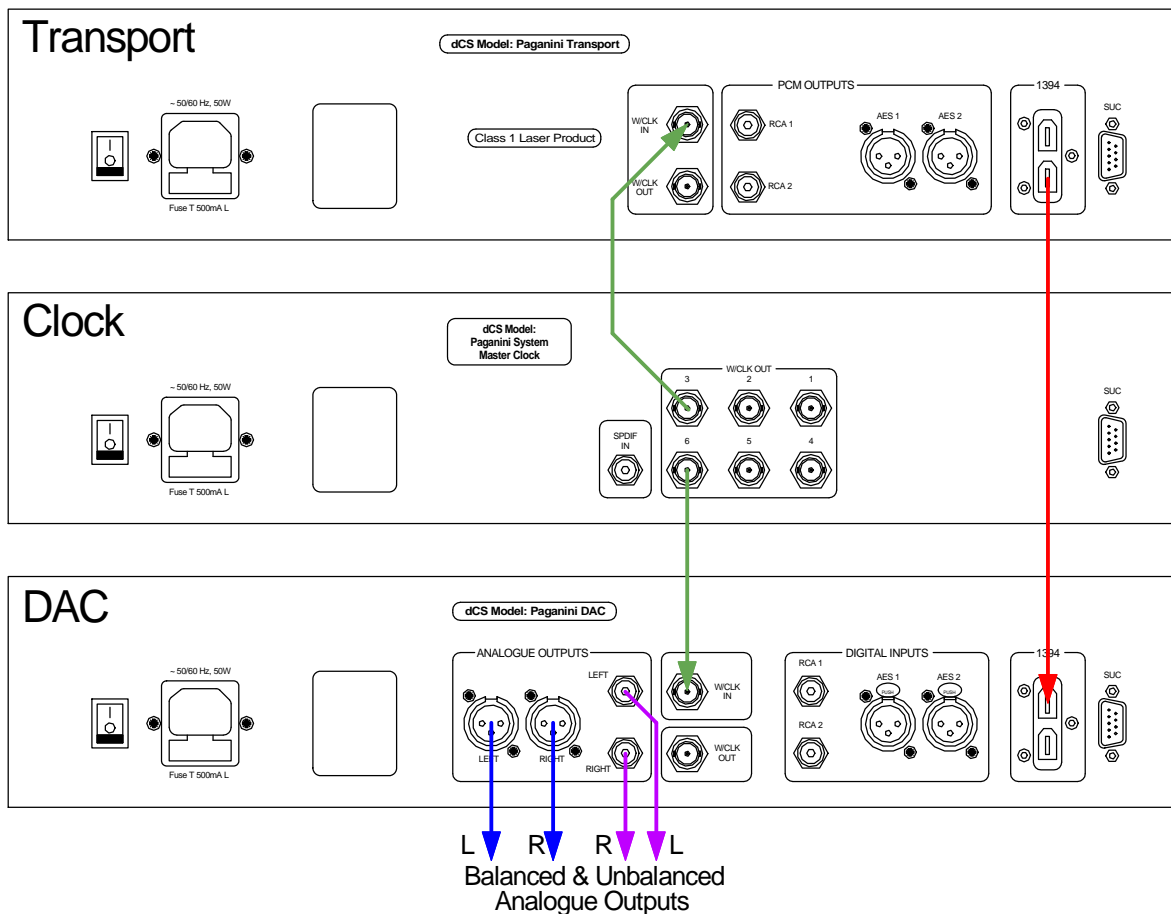 Transport
dCS Model: Paganini Transport
~ 50/60 Hz, 50W
Fuse T 500mA L
Class 1 Laser Product
W/CLK
IN
W/CLK
OUT
PCM OUTPUTS
RCA 1
RCA 2
AES 1
AES 2
1394
SUC
Clock
dCS Model:
Paganini System
Master Clock
~ 50/60 Hz, 50W
Fuse T 500mA L
SPDIF
IN
W/CLK OUT
3
2
1
6
5
4
SUC
DAC
dCS Model: Paganini DAC
~ 50/60 Hz, 50W
Fuse T 500mA L
ANALOGUE OUTPUTS
LEFT
RIGHT
LEFT
RIGHT
W/CLK
IN
W/CLK
OUT
DIGITAL INPUTS
RCA 1
RCA 2
AES 1
PUSH
AES 2
PUSH
1394
SUC
L
R
R
L
Balanced & Unbalanced
Analogue Outputs